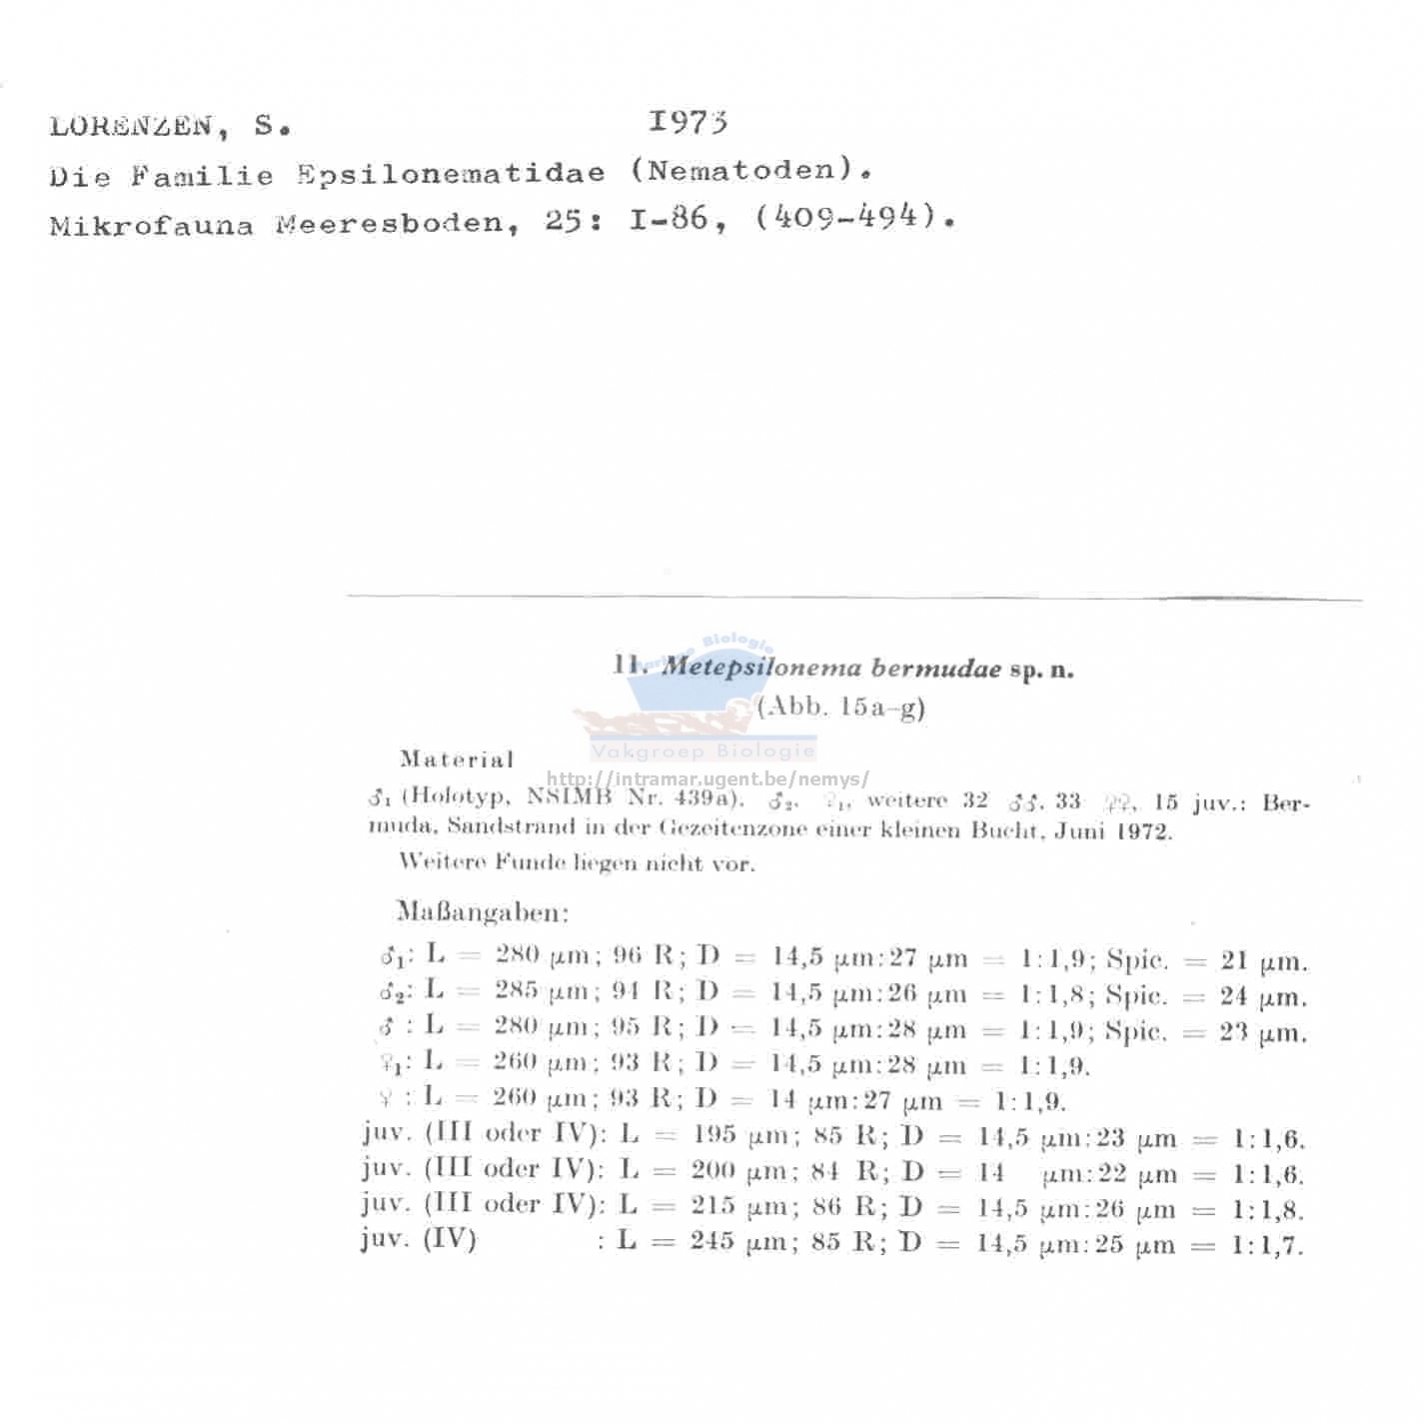 LORENZEN, S. I973
Die Familie Epsilonematidae (Nematoden).
Mikrofauna Meeresboden, 25: I-86, (409-494).
Marine Biologie
11. Metepsilonema bermudae sp. n.
(Abb. 15a–g)
Vakgroep Biologie
Material
http://intramar.ugent.be/nemys/
♂₁ (Holotyp, NSIMB Nr. 439a), ♂₂, ♀₁, weitere 32 ♂♂, 33 ♀♀, 15 juv.: Ber-
muda, Sandstrand in der Gezeitenzone einer kleinen Bucht, Juni 1972.
Weitere Funde liegen nicht vor.
Maßangaben:
♂₁: L = 280 µm; 96 R; D = 14,5 µm:27 µm = 1:1,9; Spic. = 21 µm.
♂₂: L = 285 µm; 94 R; D = 14,5 µm:26 µm = 1:1,8; Spic. = 24 µm.
♂ : L = 280 µm; 95 R; D = 14,5 µm:28 µm = 1:1,9; Spic. = 23 µm.
♀₁: L = 260 µm; 93 R; D = 14,5 µm:28 µm = 1:1,9.
♀ : L = 260 µm; 93 R; D = 14 µm:27 µm = 1:1,9.
juv. (III oder IV): L = 195 µm; 85 R; D = 14,5 µm:23 µm = 1:1,6.
juv. (III oder IV): L = 200 µm; 84 R; D = 14 µm:22 µm = 1:1,6.
juv. (III oder IV): L = 215 µm; 86 R; D = 14,5 µm:26 µm = 1:1,8.
juv. (IV) : L = 245 µm; 85 R; D = 14,5 µm:25 µm = 1:1,7.